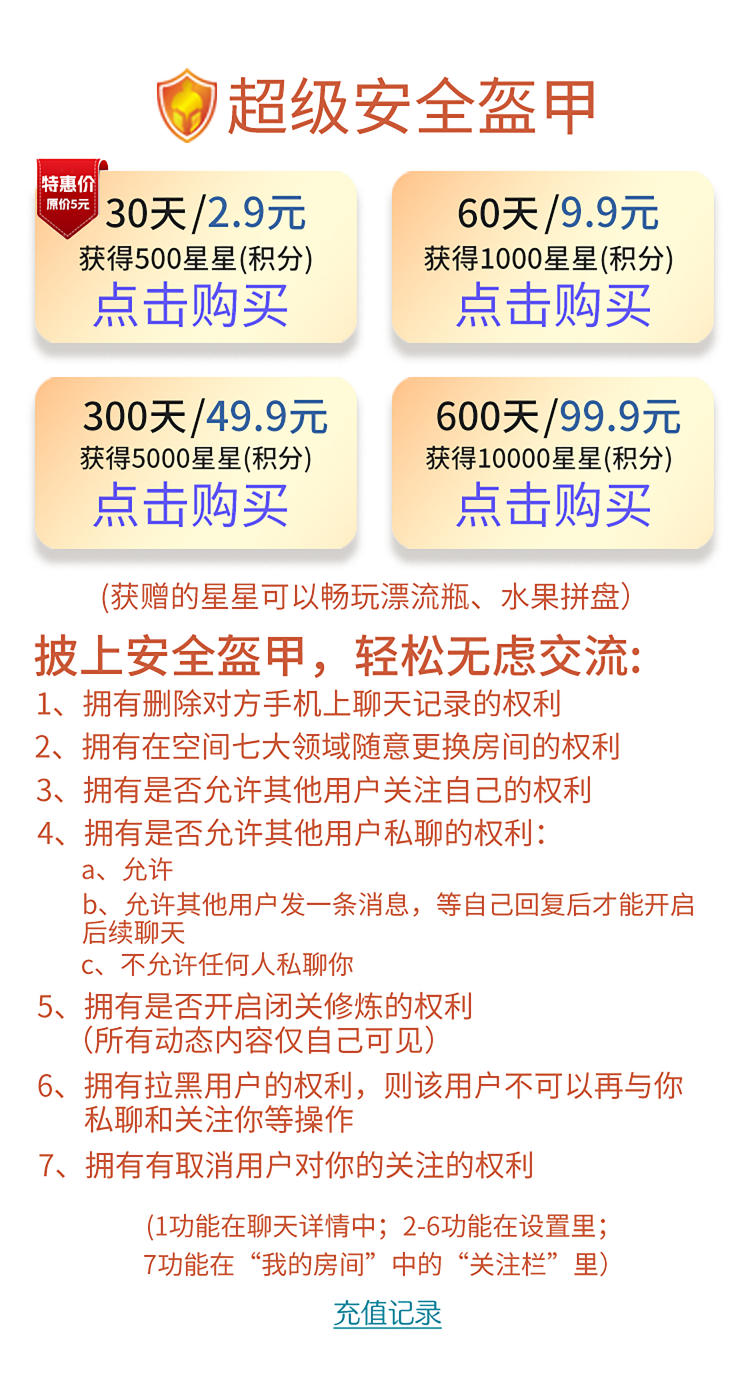 超级安全盔甲
特惠价
原价5元
30天/2.9元
获得500星星(积分)
点击购买
60天/9.9元
获得1000星星(积分)
点击购买
300天/49.9元
获得5000星星(积分)
点击购买
600天/99.9元
获得10000星星(积分)
点击购买
(获赠的星星可以畅玩漂流瓶、水果拼盘）
披上安全盔甲，轻松无虑交流:
1、拥有删除对方手机上聊天记录的权利
2、拥有在空间七大领域随意更换房间的权利
3、拥有是否允许其他用户关注自己的权利
4、拥有是否允许其他用户私聊的权利：
a、允许
b、允许其他用户发一条消息，等自己回复后才能开启
后续聊天
c、不允许任何人私聊你
5、拥有是否开启闭关修炼的权利
（所有动态内容仅自己可见）
6、拥有拉黑用户的权利，则该用户不可以再与你
私聊和关注你等操作
7、拥有有取消用户对你的关注的权利
(1功能在聊天详情中；2-6功能在设置里；
7功能在“我的房间”中的“关注栏”里）
充值记录